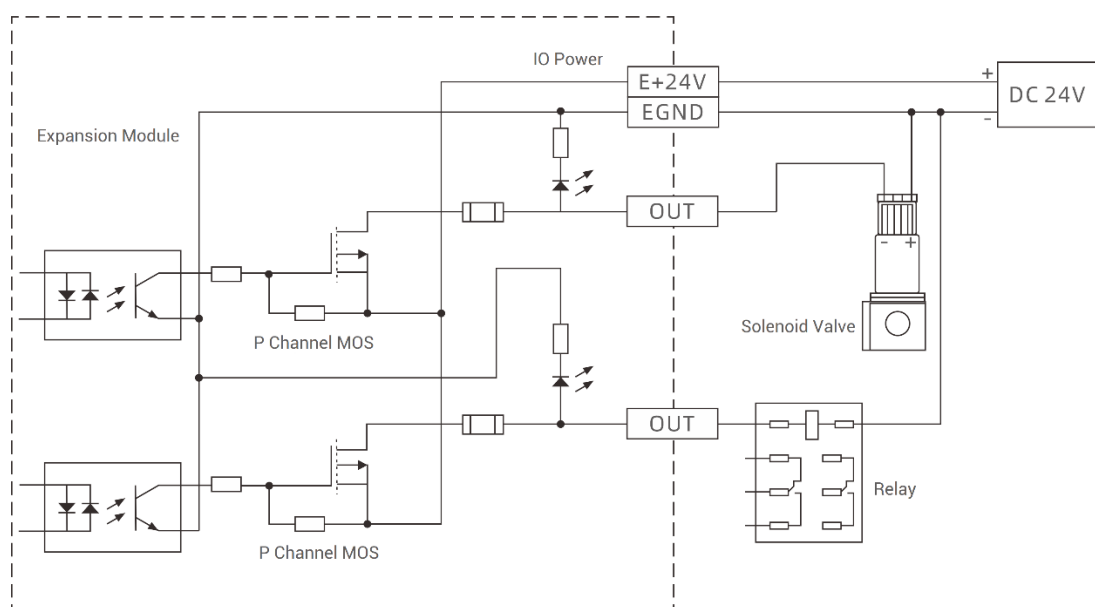 IO Power
E+24V
+
DC 24V
EGND
-
Expansion Module
OUT
- +
Solenoid Valve
P Channel MOS
OUT
Relay
P Channel MOS